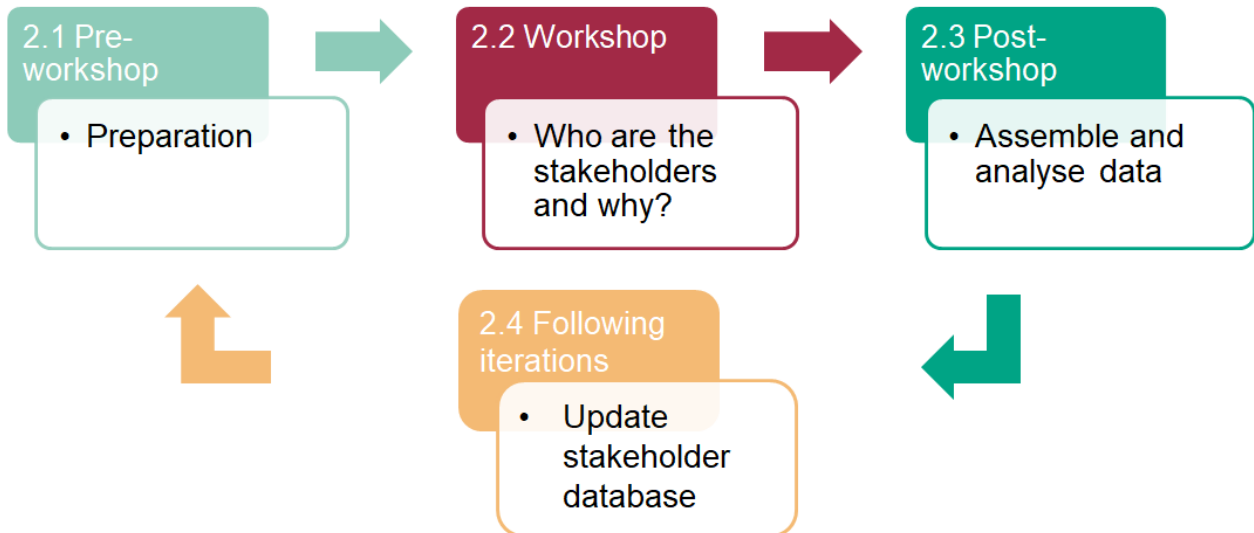 2.1 Pre-
workshop
• Preparation
2.2 Workshop
• Who are the
stakeholders
and why?
2.3 Post-
workshop
• Assemble and
analyse data
2.4 Following
iterations
• Update
stakeholder
database